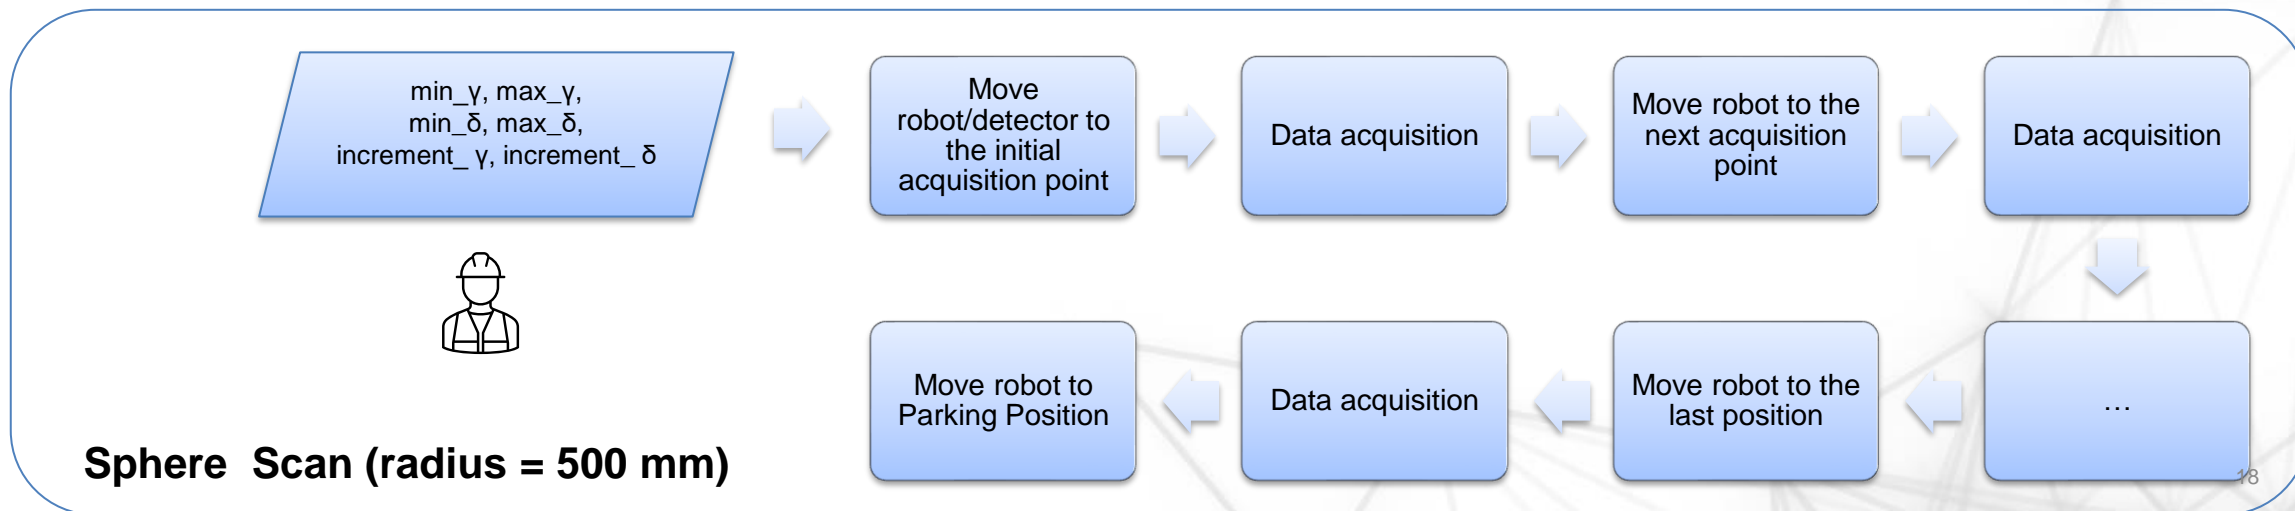 min_γ, max_γ,
min_δ, max_δ,
increment_ γ, increment_ δ
Move
robot/detector to
the initial
acquisition point
Data acquisition
Move robot to the
next acquisition
point
Data acquisition
…
Move robot to the
last position
Data acquisition
Move robot to
Parking Position
Sphere  Scan (radius = 500 mm)
18